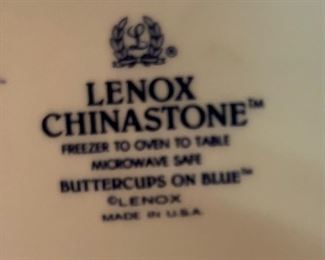 L
®
LENOX
CHINASTONE™
FREEZER TO OVEN TO TABLE
MICROWAVE SAFE
BUTTERCUPS ON BLUE™
©LENOX
MADE IN U.S.A.